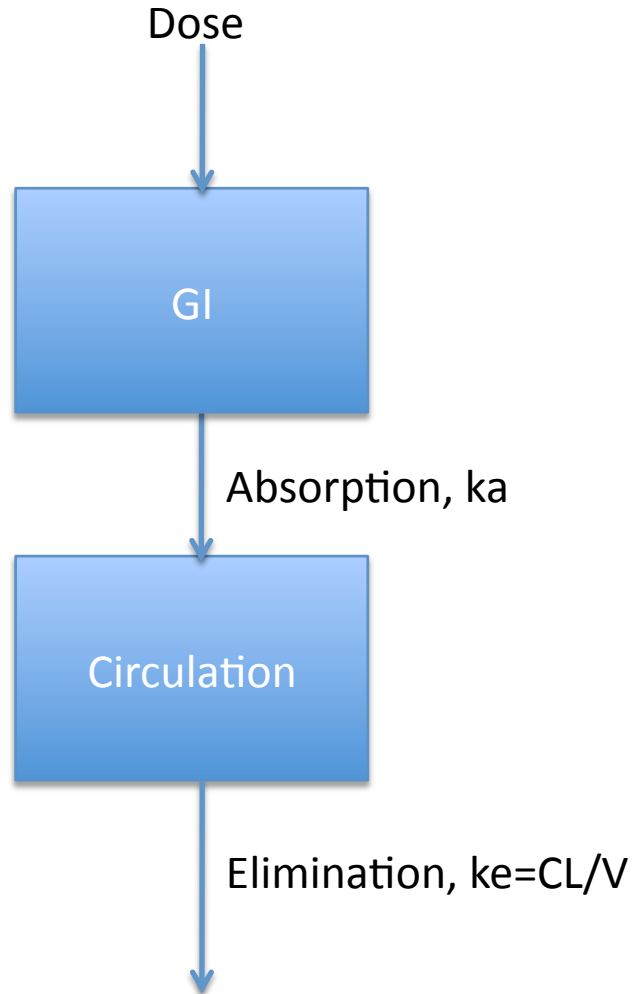 Dose
GI
Absorption, ka
Circulation
Elimination, ke=CL/V